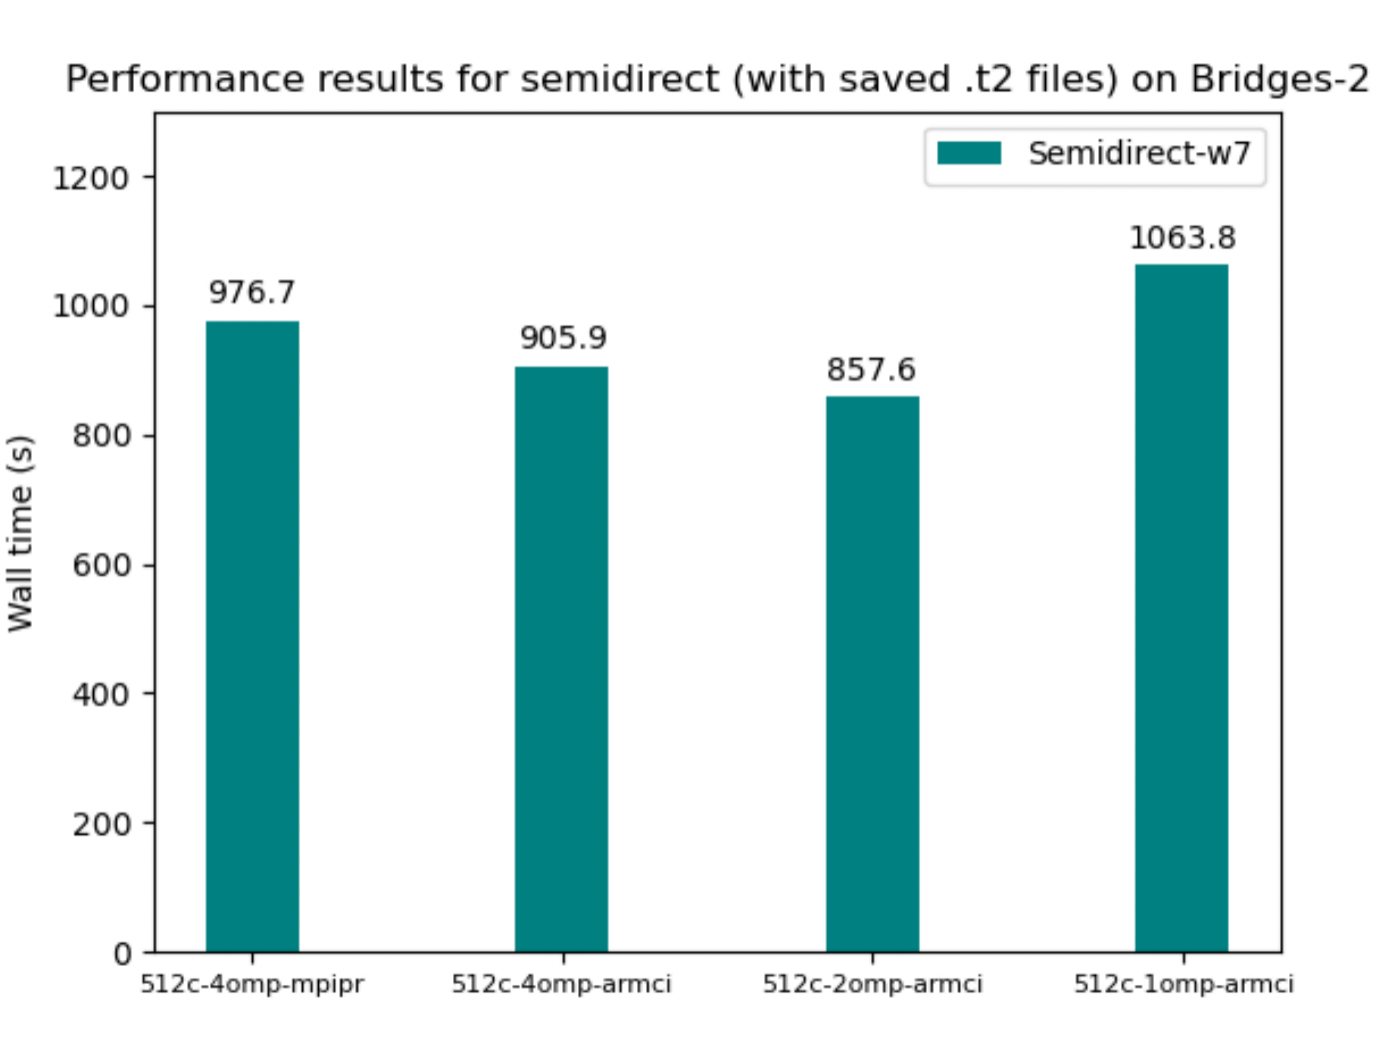 Performance results for semidirect (with saved .t2 files) on Bridges-2
Semidirect-w7
1200
1000
800
600
400
200
0
Wall time (s)
976.7
905.9
857.6
1063.8
512c-4omp-mpipr
512c-4omp-armci
512c-2omp-armci
512c-1omp-armci